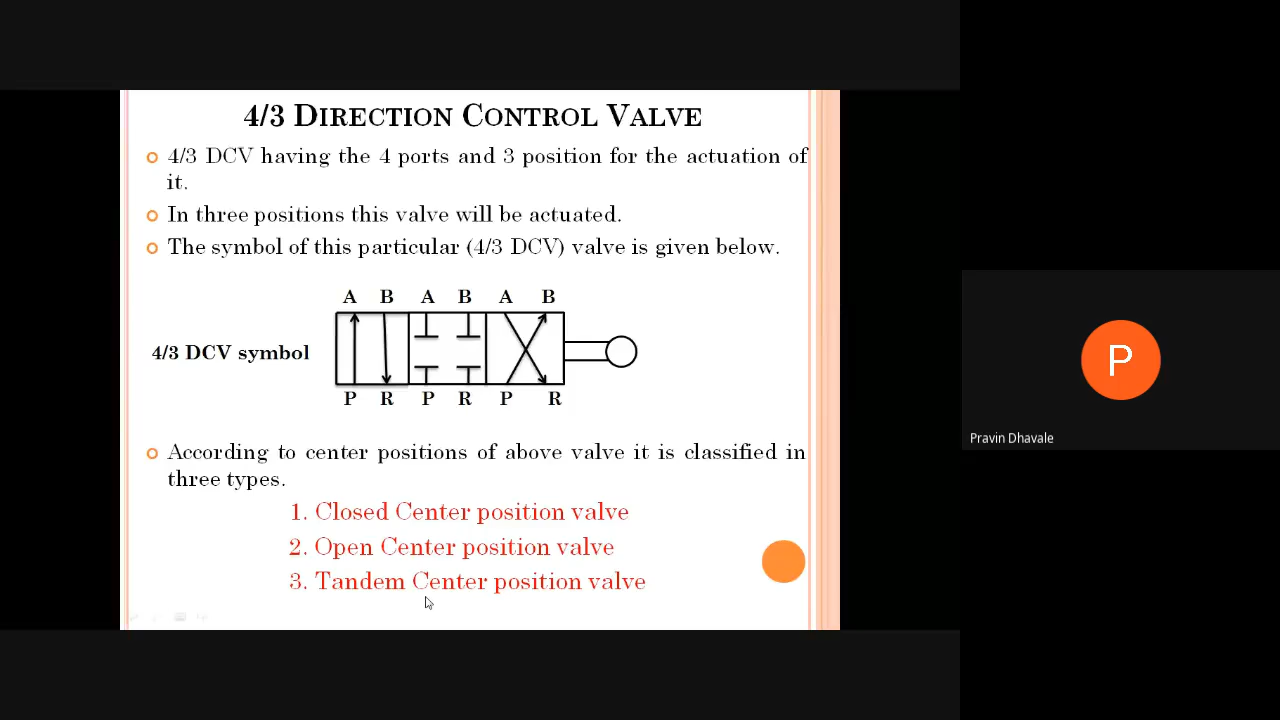 4/3 DIRECTION CONTROL VALVE
4/3 DCV having the 4 ports and 3 position for the actuation of
it.
In three positions this valve will be actuated.
The symbol of this particular (4/3 DCV) valve is given below.
A B A B A B
4/3 DCV symbol
P R P R P R
According to center positions of above valve it is classified in
three types.
1. Closed Center position valve
2. Open Center position valve
3. Tandem Center position valve
P
Pravin Dhavale